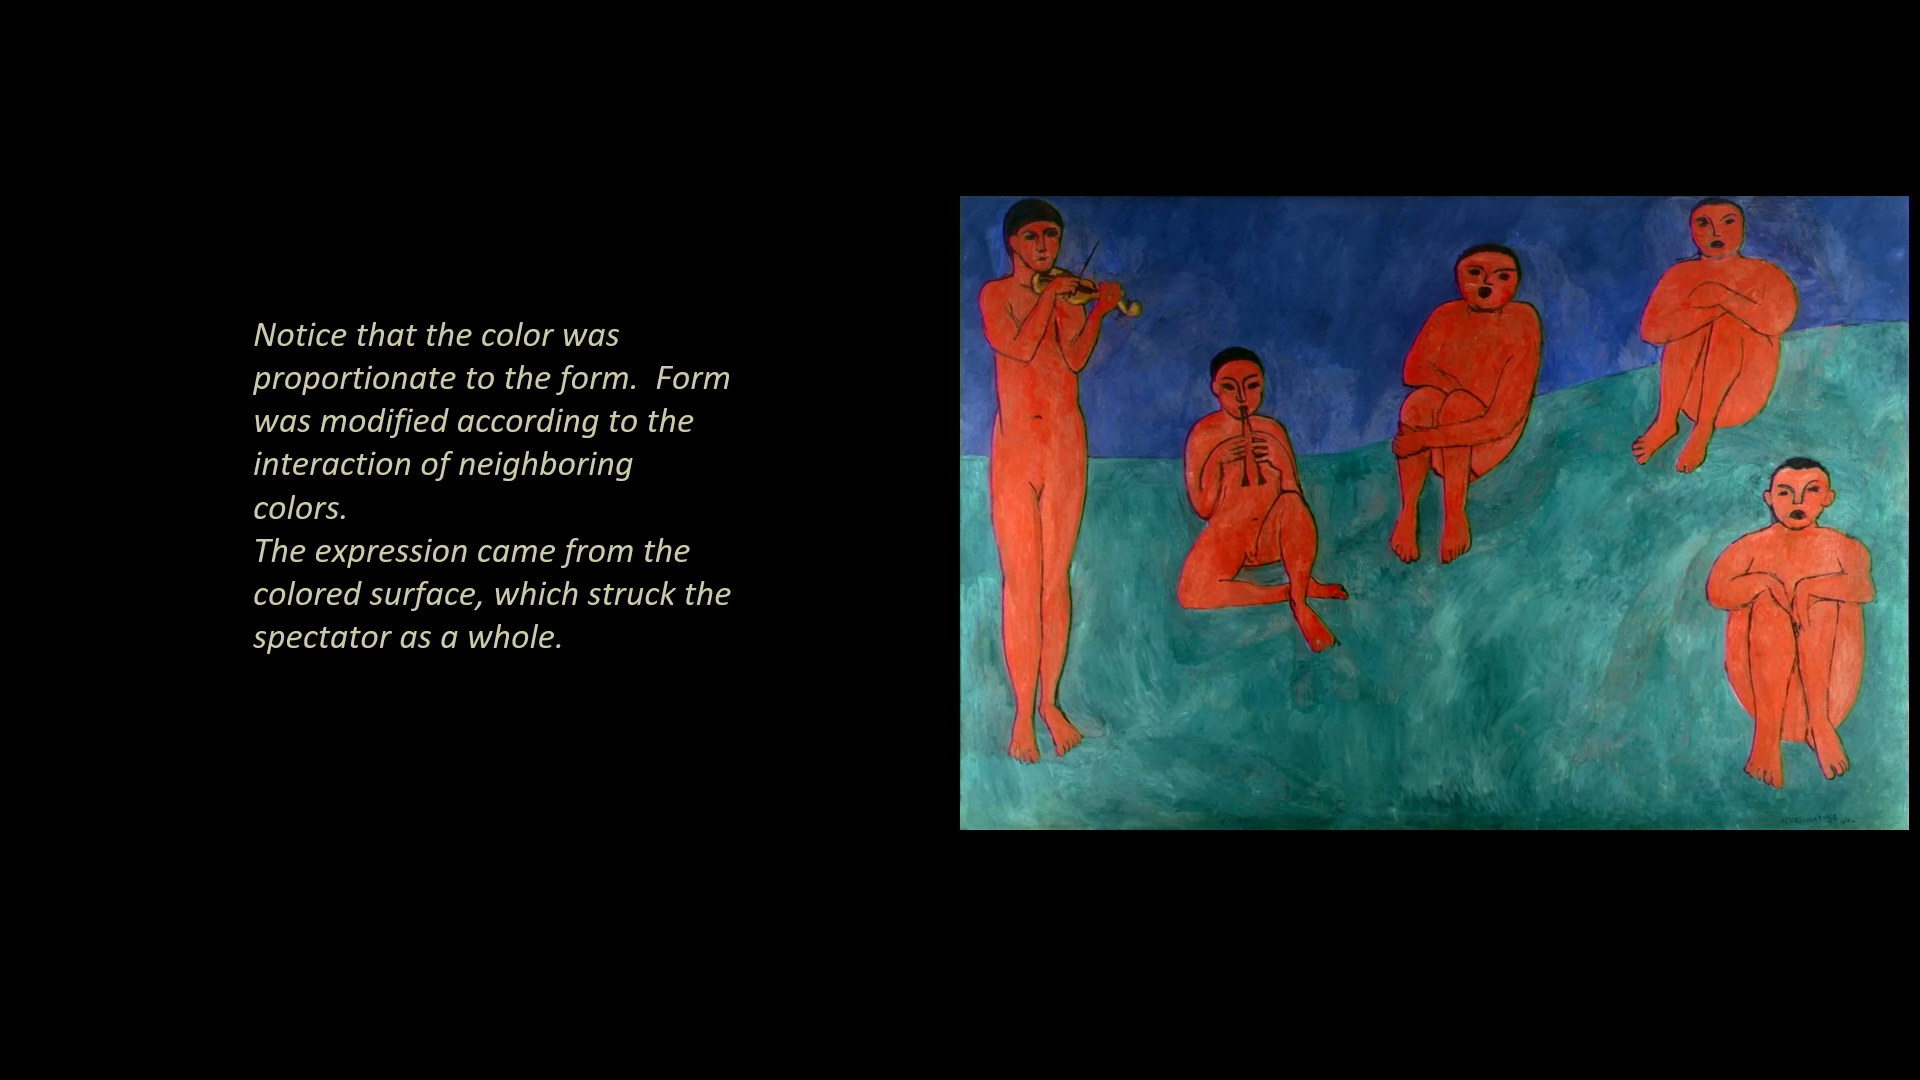 Notice that the color was
proportionate to the form.  Form
was modified according to the
interaction of neighboring
colors.
The expression came from the
colored surface, which struck the
spectator as a whole.